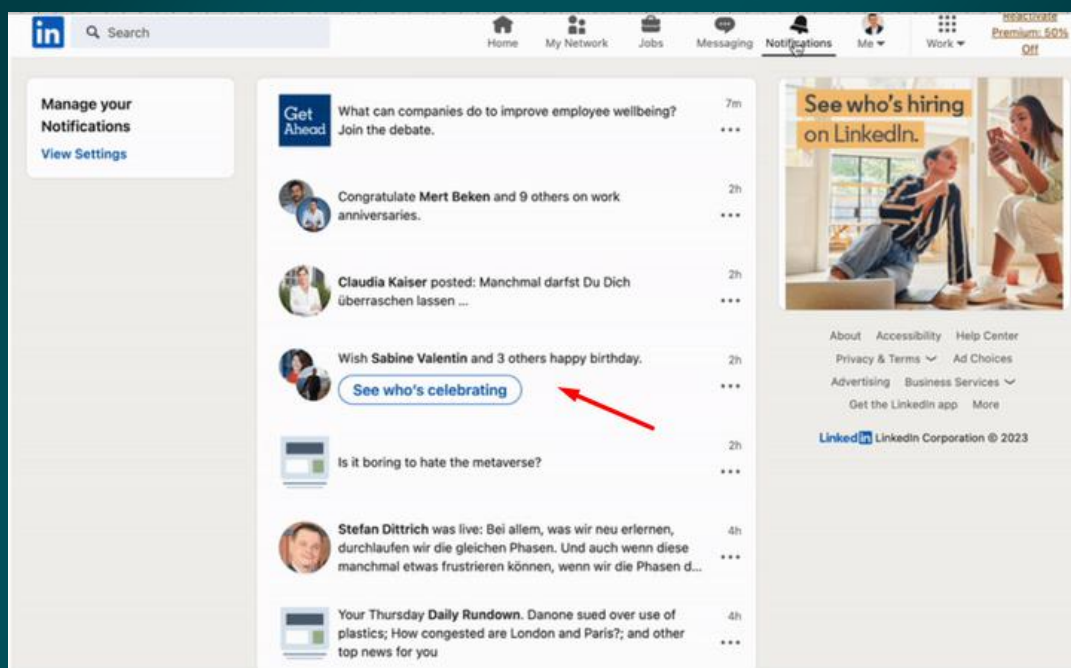 in
Search
Home
My Network
Jobs
Messaging
Notifications
Me
Work
Reactivate
Premium: 50%
Off
Manage your
Notifications
View Settings
Get
Ahead
What can companies do to improve employee wellbeing?
Join the debate.
7m
Congratulate Mert Beken and 9 others on work
anniversaries.
2h
Claudia Kaiser posted: Manchmal darfst Du Dich
überraschen lassen ...
2h
Wish Sabine Valentin and 3 others happy birthday.
2h
See who's celebrating
Is it boring to hate the metaverse?
2h
Stefan Dittrich was live: Bei allem, was wir neu erlernen,
durchlaufen wir die gleichen Phasen. Und auch wenn diese
manchmal etwas frustrieren können, wenn wir die Phasen d...
4h
Your Thursday Daily Rundown. Danone sued over use of
plastics; How congested are London and Paris?; and other
top news for you
4h
See who's hiring
on LinkedIn.
About Accessibility Help Center
Privacy & Terms Ad Choices
Advertising Business Services
Get the LinkedIn app More
Linkedin LinkedIn Corporation © 2023